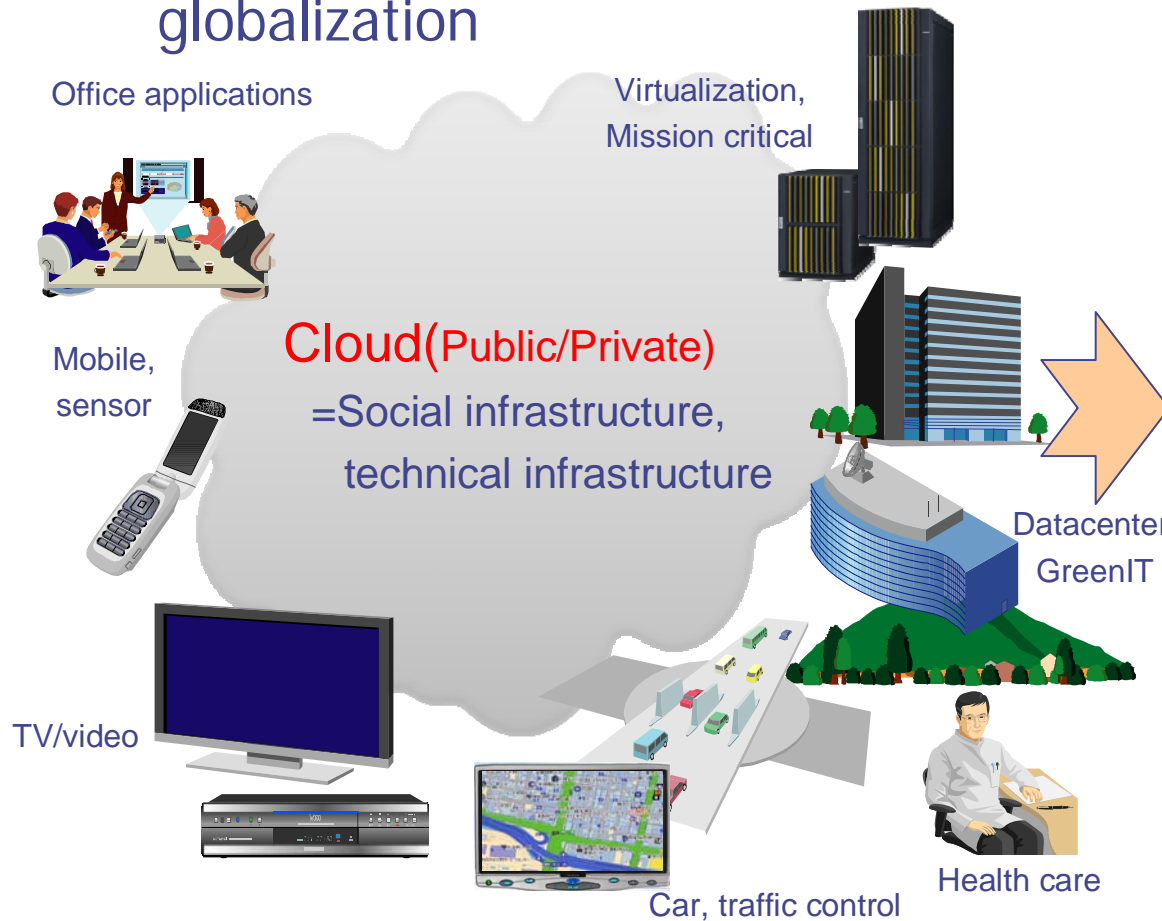 globalization
Office applications
Virtualization,
Mission critical
Cloud(Public/Private)
=Social infrastructure,
technical infrastructure
Mobile,
sensor
Datacenter
GreenIT
TV/video
Health care
Car, traffic control